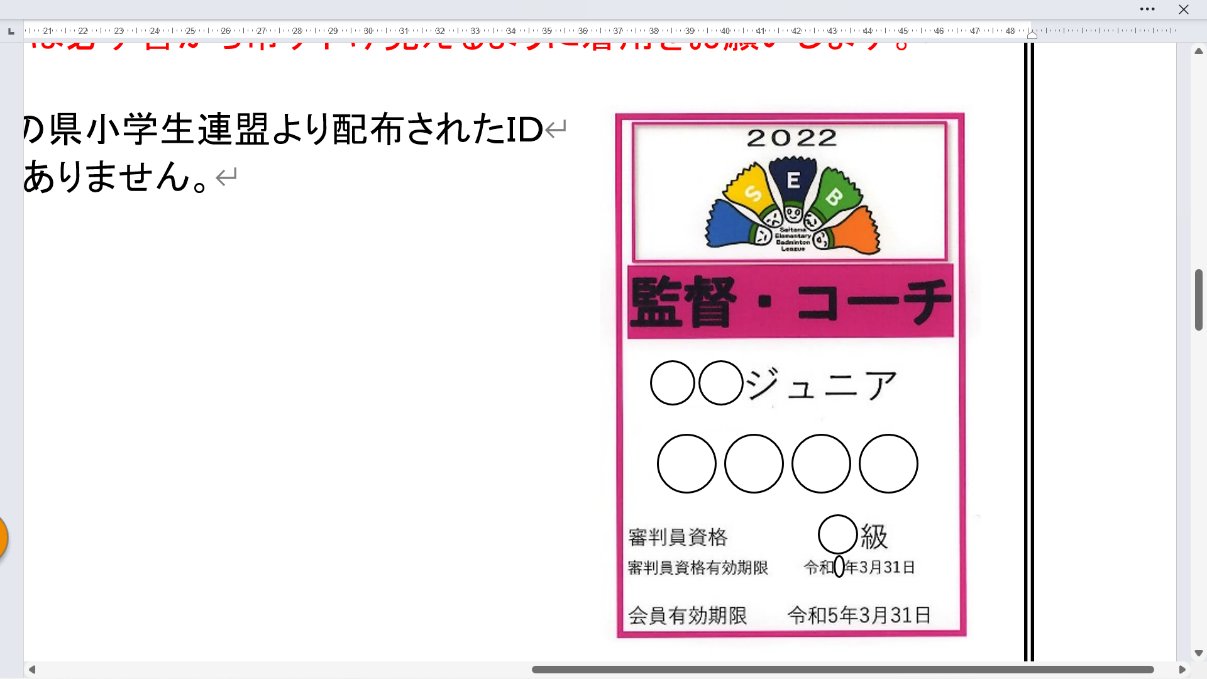 の県小学生連盟より配布されたID
ありません。
2022
S E B
Saitama
Elementary
Badminton
League
監督・コーチ
○○ジュニア
○○○○
審判員資格 ○級
審判員資格有効期限 令和0年3月31日
会員有効期限 令和5年3月31日